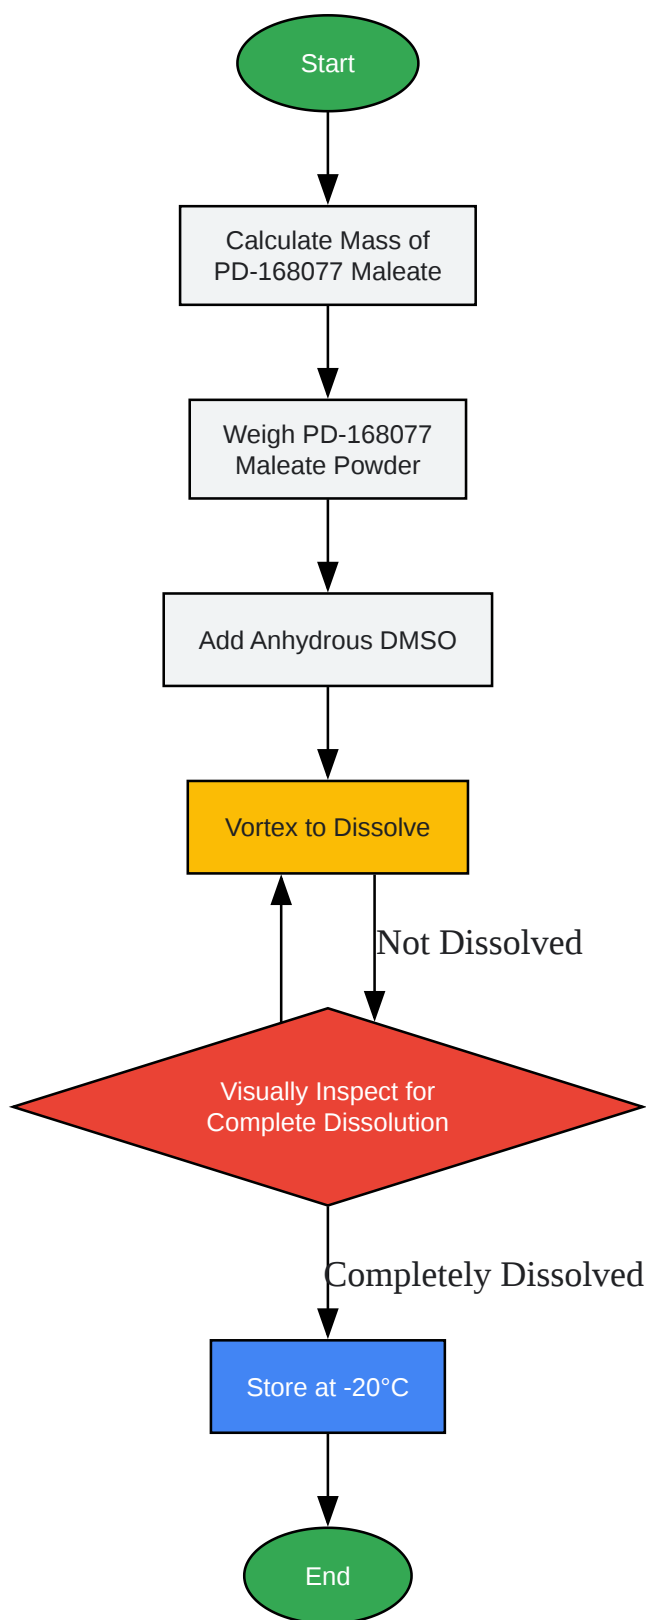 Start
Calculate Mass of
PD-168077 Maleate
Weigh PD-168077
Maleate Powder
Add Anhydrous DMSO
Vortex to Dissolve
Not Dissolved
Visually Inspect for
Complete Dissolution
Completely Dissolved
Store at -20°C
End